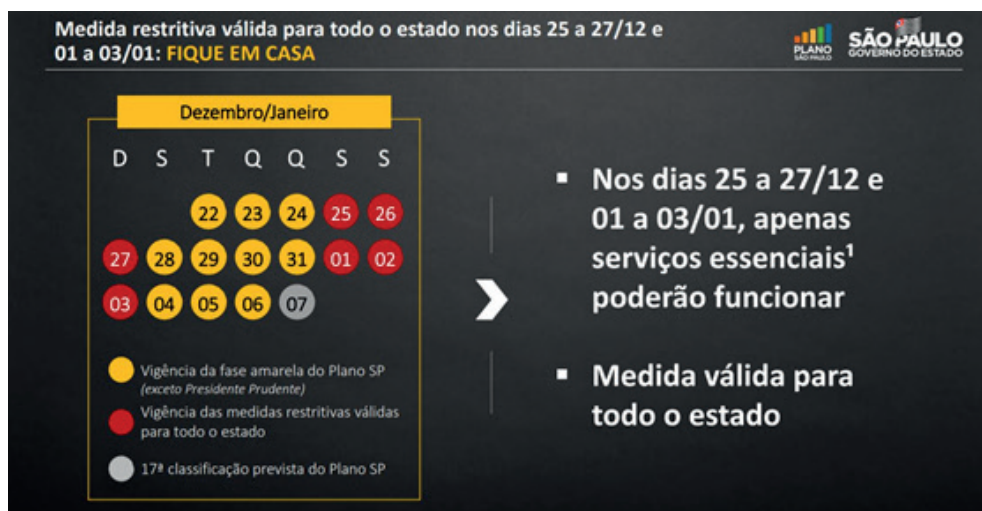 Medida restritiva válida para todo o estado nos dias 25 a 27/12 e
01 a 03/01: FIQUE EM CASA
PLANO
SÃO PAULO
SÃO PAULO
GOVERNO DO ESTADO
Dezembro/Janeiro
D S T Q Q S S
22 23 24 25 26
27 28 29 30 31 01 02
03 04 05 06 07
Vigência da fase amarela do Plano SP
(exceto Presidente Prudente)
Vigência das medidas restritivas válidas
para todo o estado
17ª classificação prevista do Plano SP
▪ Nos dias 25 a 27/12 e
01 a 03/01, apenas
serviços essenciais¹
poderão funcionar
▪ Medida válida para
todo o estado